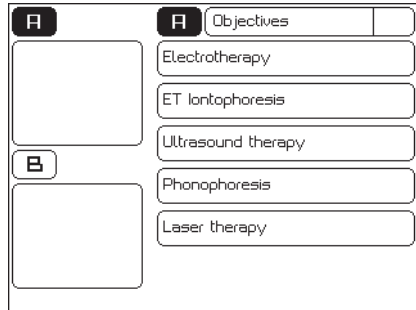 A
B
A Objectives
Electrotherapy
ET Iontophoresis
Ultrasound therapy
Phonophoresis
Laser therapy